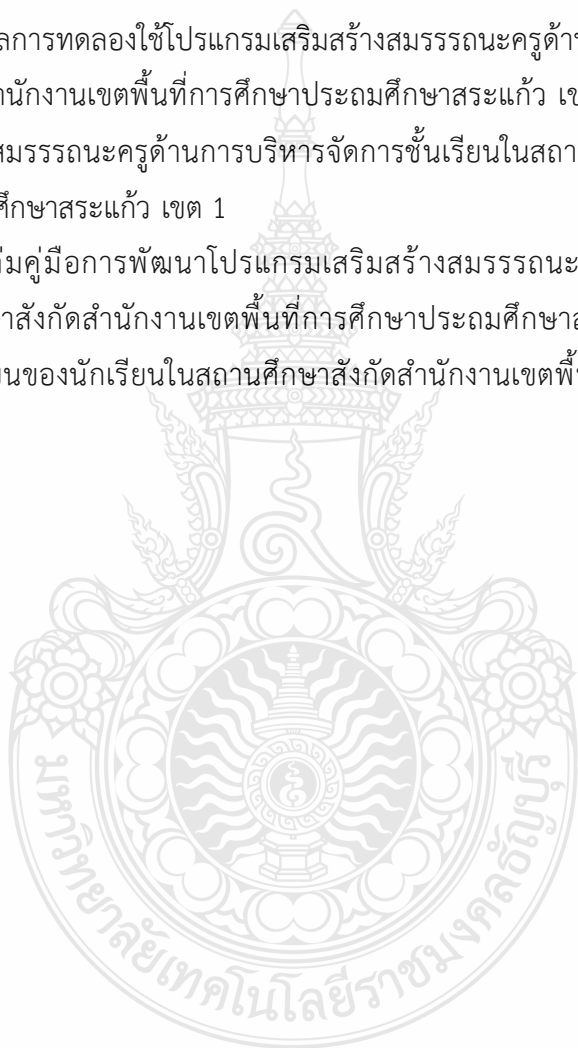 ลการทดลองใช้โปรแกรมเสริมสร้างสมรรรถนะครูด้าน
สำนักงานเขตพื้นที่การศึกษาประถมศึกษาสระแก้ว เข
สมรรรถนะครูด้านการบริหารจัดการชั้นเรียนในสถา
ศึกษาสระแก้ว เขต 1
คู่มือการพัฒนาโปรแกรมเสริมสร้างสมรรรถนะ
าสังกัดสำนักงานเขตพื้นที่การศึกษาประถมศึกษาส
ยนของนักเรียนในสถานศึกษาสังกัดสำนักงานเขตพื้น
มหาวิทยาลัยเทคโนโลยีราชมงคลธัญบุรี